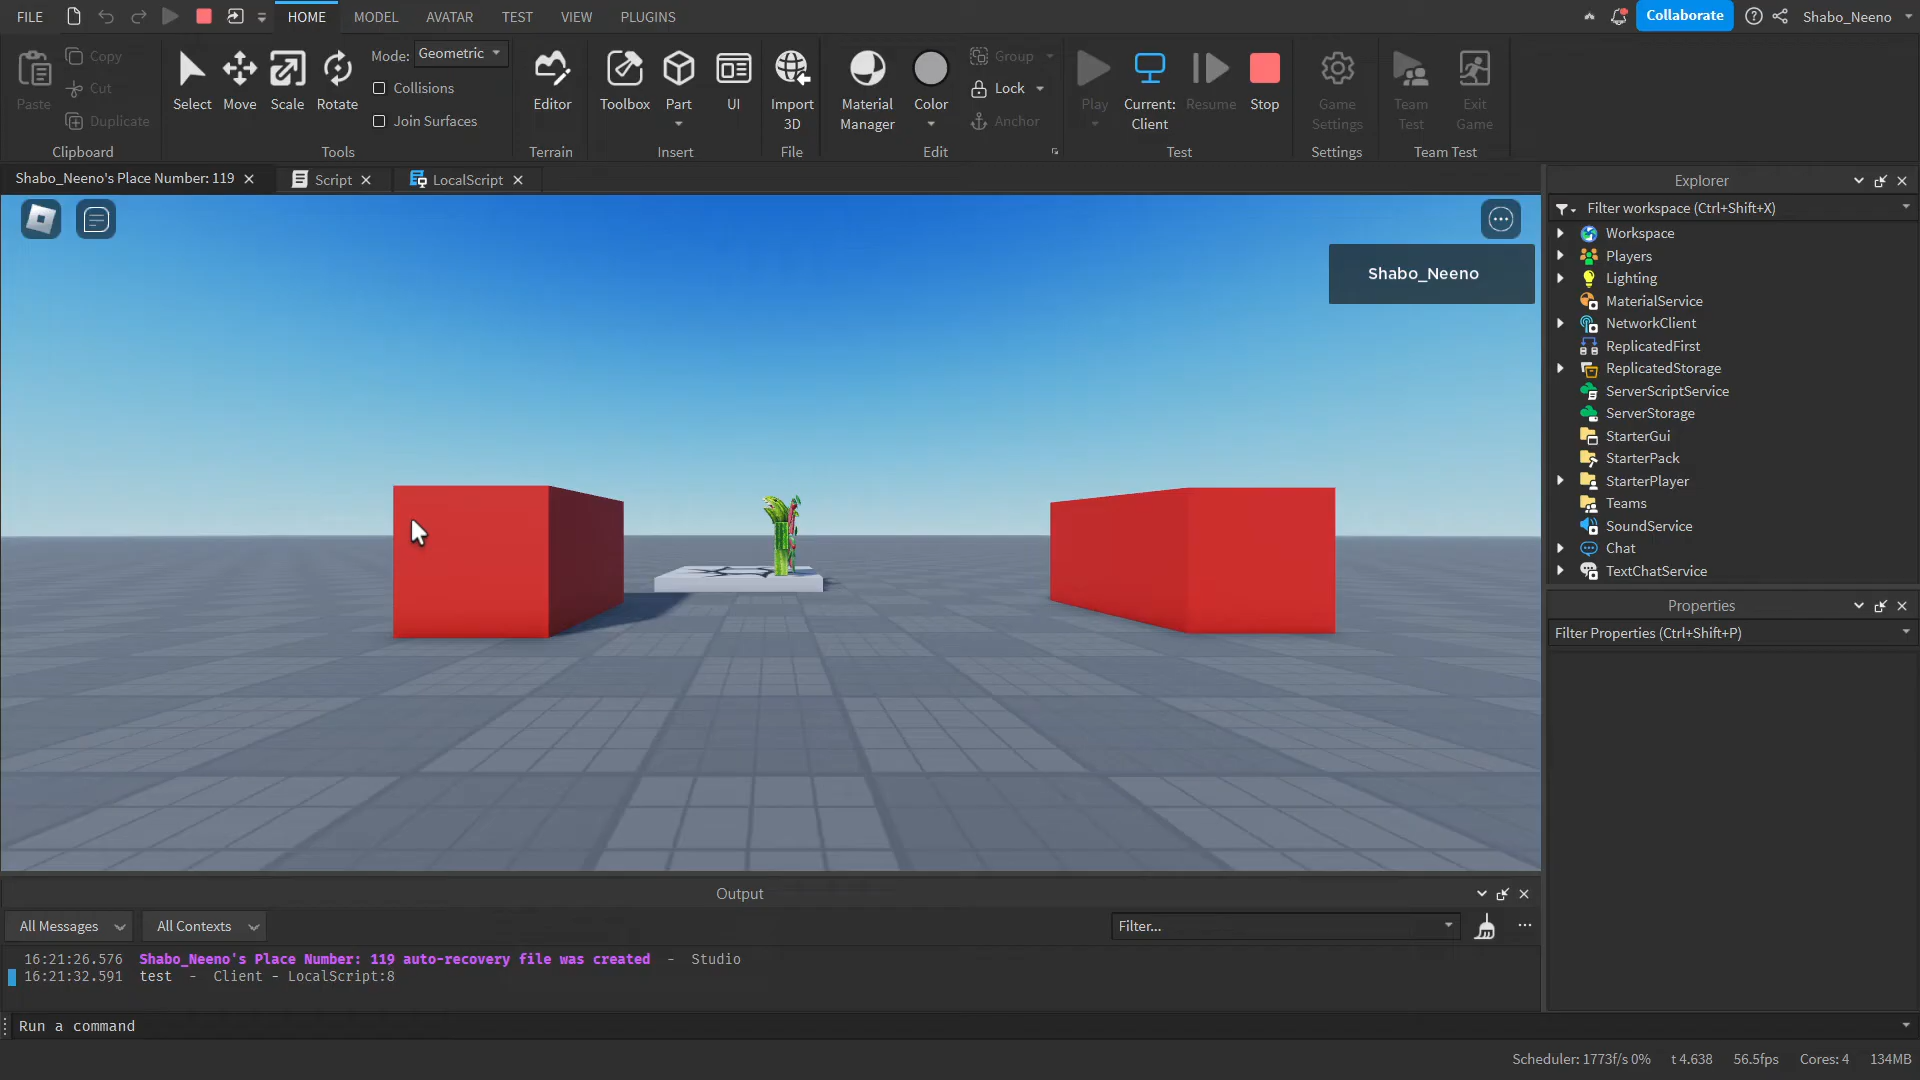 FILE HOME MODEL AVATAR TEST VIEW PLUGINS Collaborate Shabo_Neeno
Paste Copy Cut Duplicate
Clipboard
Select Move Scale Rotate Mode: Geometric
Collisions
Join Surfaces
Tools
Editor
Terrain
Toolbox Part UI
Insert
Import 3D
File
Material Manager Color Group Lock Anchor
Edit
Play Current: Client Resume Stop
Test
Game Settings
Settings
Team Test Exit Game
Team Test
Shabo_Neeno's Place Number: 119 Script LocalScript
Shabo_Neeno
Explorer
Filter workspace (Ctrl+Shift+X)
Workspace
Players
Lighting
MaterialService
NetworkClient
ReplicatedFirst
ReplicatedStorage
ServerScriptService
ServerStorage
StarterGui
StarterPack
StarterPlayer
Teams
SoundService
Chat
TextChatService
Properties
Filter Properties (Ctrl+Shift+P)
Output
All Messages All Contexts Filter...
16:21:26.576 Shabo_Neeno's Place Number: 119 auto-recovery file was created - Studio
16:21:32.591 test - Client - LocalScript:8
Run a command
Scheduler: 1773f/s 0% t 4.638 56.5fps Cores: 4 134MB